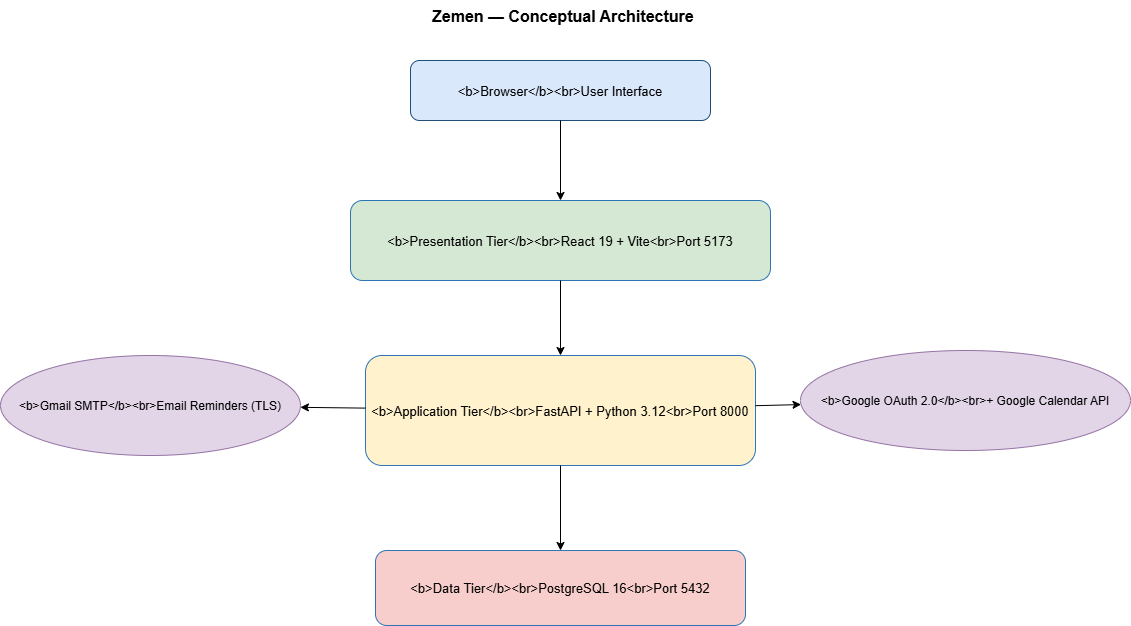 Zemen — Conceptual Architecture
<b>Browser</b><br>User Interface
<b>Presentation Tier</b><br>React 19 + Vite<br>Port 5173
<b>Gmail SMTP</b><br>Email Reminders (TLS)
<b>Application Tier</b><br>FastAPI + Python 3.12<br>Port 8000
<b>Google OAuth 2.0</b><br>+ Google Calendar API
<b>Data Tier</b><br>PostgreSQL 16<br>Port 5432